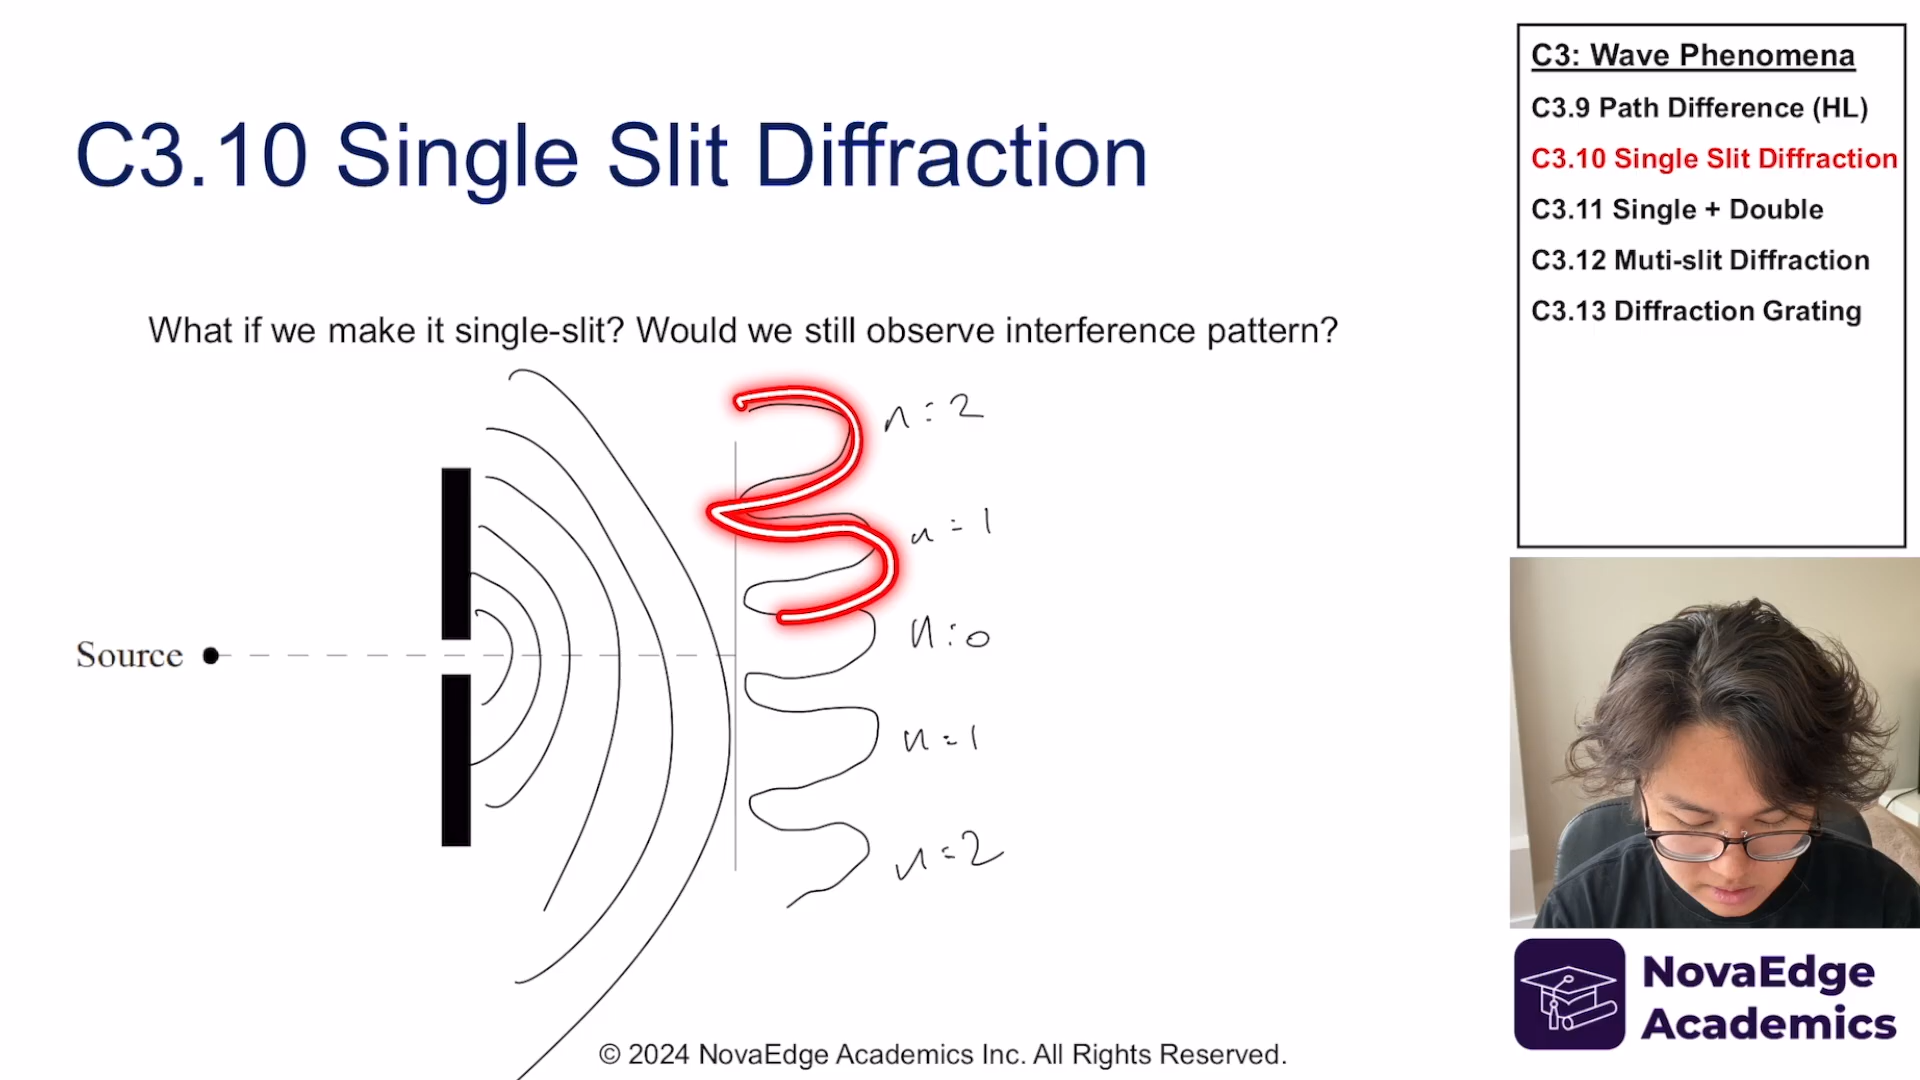 C3.10 Single Slit Diffraction
What if we make it single-slit? Would we still observe interference pattern?
n = 2
n = 1
Source
n = 0
n = 1
n = 2
© 2024 NovaEdge Academics Inc. All Rights Reserved.
C3: Wave Phenomena
C3.9 Path Difference (HL)
C3.10 Single Slit Diffraction
C3.11 Single + Double
C3.12 Muti-slit Diffraction
C3.13 Diffraction Grating
NovaEdge
Academics